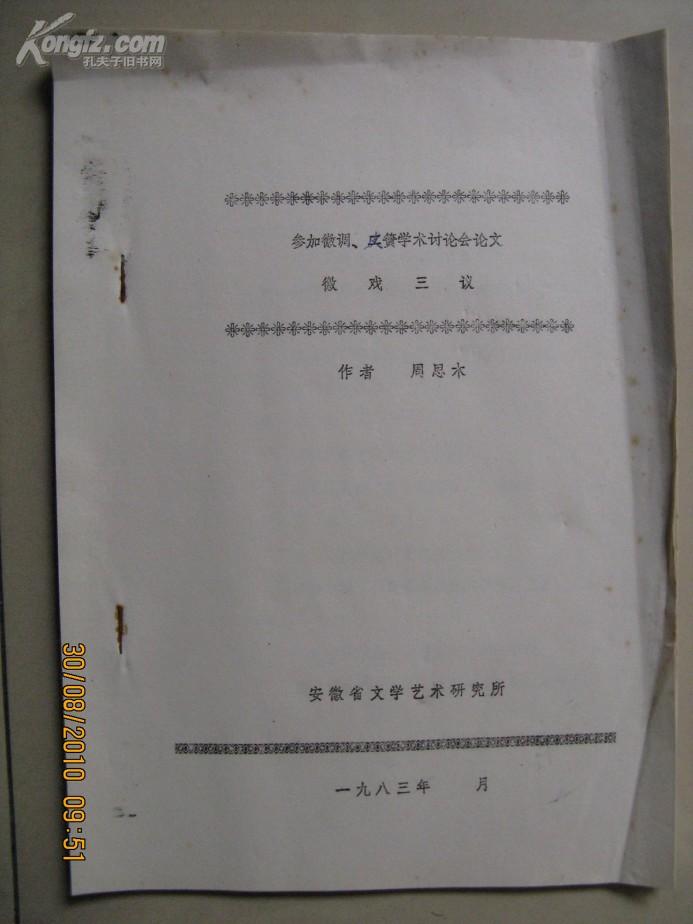 Kongfz.com
孔夫子旧书网
参加徽调、皮簧学术讨论会论文
徽戏三议
作者 周思木
安徽省文学艺术研究所
一九八三年 月
30/08/2010 09:51